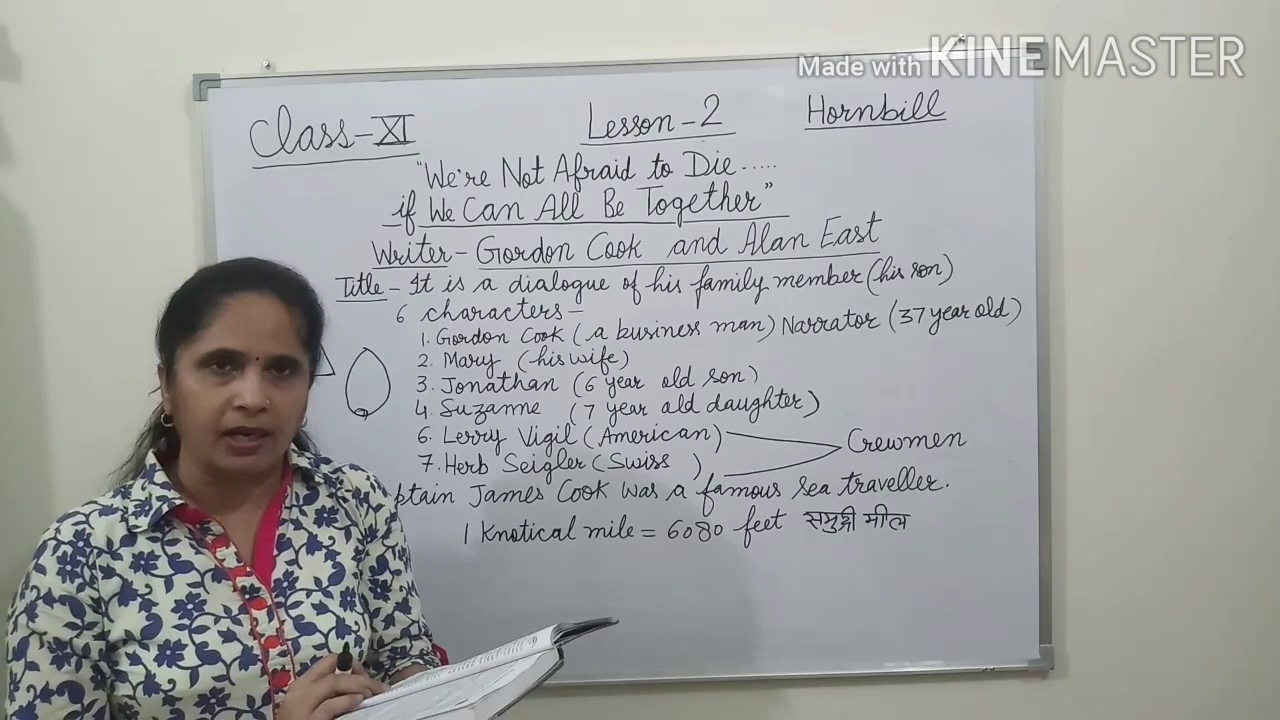 Made with KINEMASTER
Class-XI Lesson-2 Hornbill
"We're Not Afraid to Die.....
if We Can All Be Together"
Writer- Gordon Cook and Alan East
Title- It is a dialogue of his family member (his son)
6 characters-
1. Gordon Cook (a business man) Narrator (37 year old)
2. Mary (his wife)
3. Jonathan (6 year old son)
4. Suzanne (7 year old daughter)
6. Lerry Vigil (American)
7. Herb Seigler (Swiss)
Crewmen
ptain James Cook was a famous sea traveller.
1 Knotical mile = 6080 feet समुद्री मील